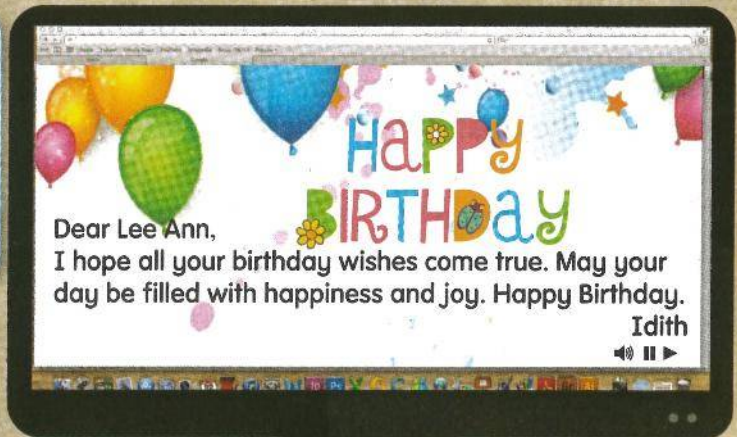 HAPPY
BIRTHDAY
Dear Lee Ann,
I hope all your birthday wishes come true. May your
day be filled with happiness and joy. Happy Birthday.
Idith